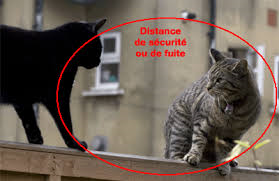 Distance
de sécurité
ou de fuite